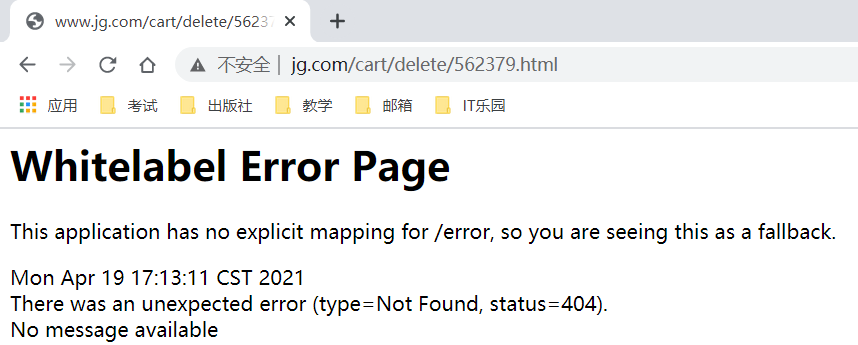 www.jg.com/cart/delete/5623
不安全 | jg.com/cart/delete/562379.html
应用 考试 出版社 教学 邮箱 IT乐园
Whitelabel Error Page
This application has no explicit mapping for /error, so you are seeing this as a fallback.
Mon Apr 19 17:13:11 CST 2021
There was an unexpected error (type=Not Found, status=404).
No message available